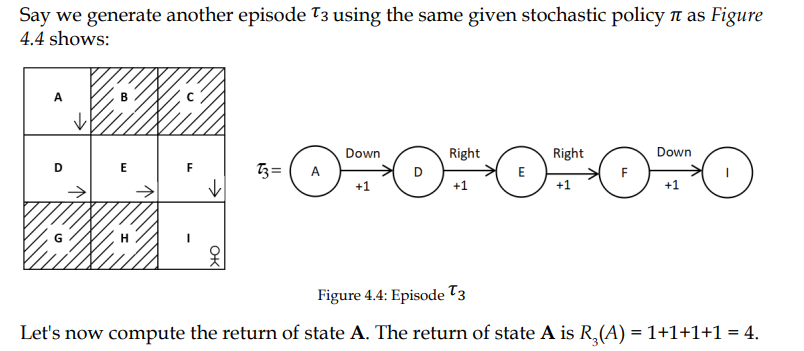 Say we generate another episode τ3 using the same given stochastic policy π as Figure
4.4 shows:
A B C
D E F
G H I
τ3= A Down +1 D Right +1 E Right +1 F Down +1 I
Figure 4.4: Episode τ3
Let's now compute the return of state A. The return of state A is R3(A) = 1+1+1+1 = 4.